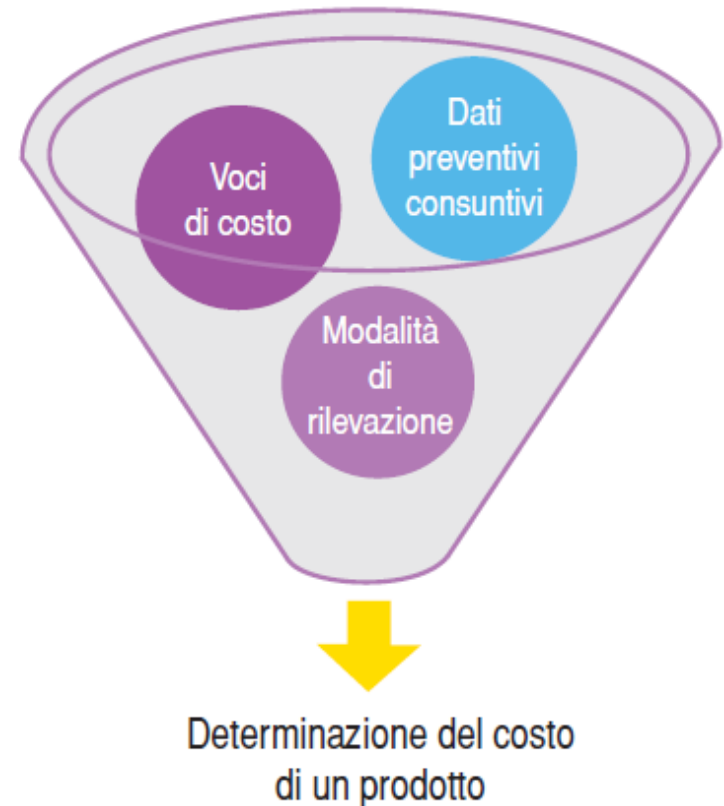 Voci
di costo
Dati
preventivi
consuntivi
Modalità
di
rilevazione
Determinazione del costo
di un prodotto